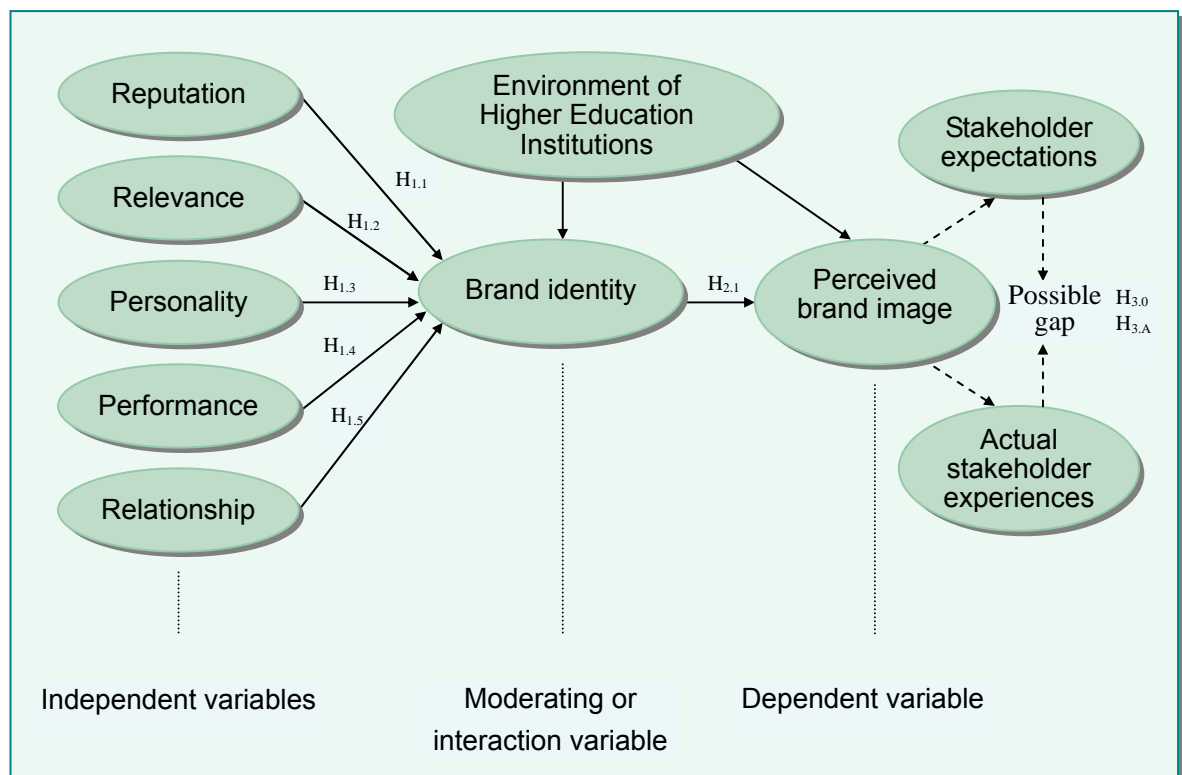 Reputation
Relevance
Personality
Performance
Relationship
Environment of
Higher Education
Institutions
H1.1
H1.2
H1.3
H1.4
H1.5
Brand identity
H2.1
Perceived
brand image
Stakeholder
expectations
Possible
gap
H3.0
H3.A
Actual
stakeholder
experiences
Independent variables
Moderating or
interaction variable
Dependent variable